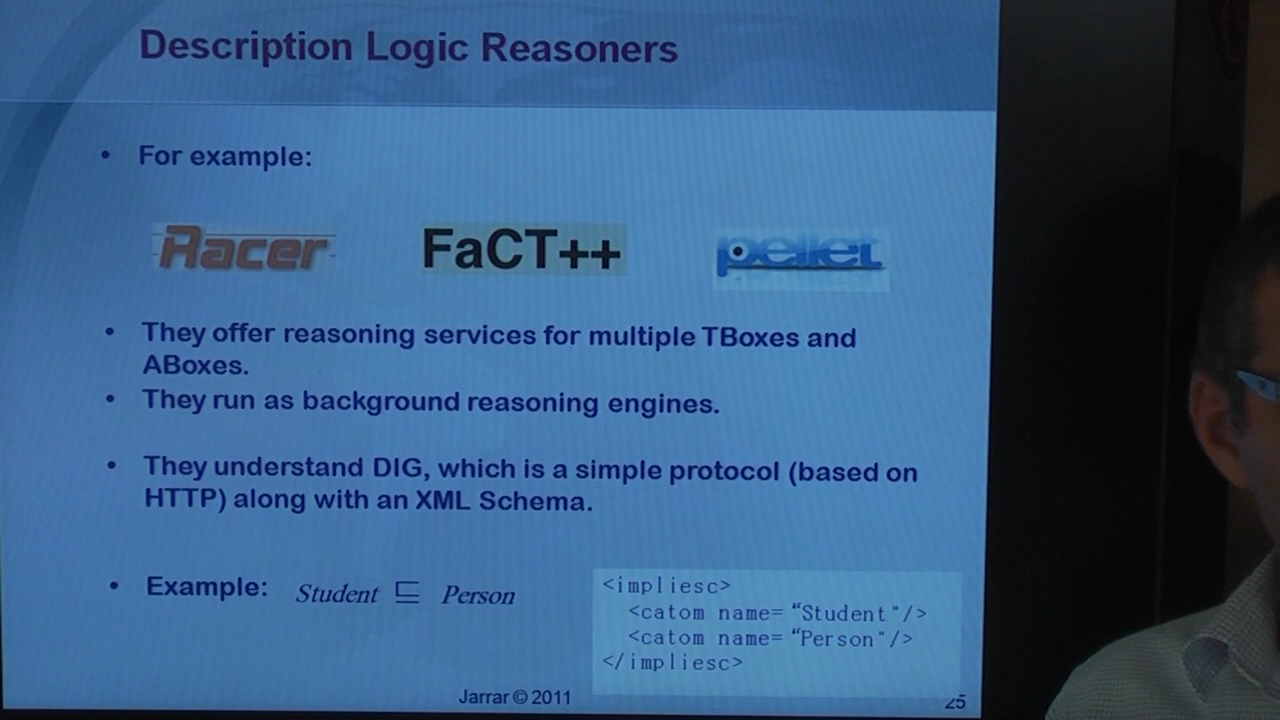 Description Logic Reasoners
• For example:
Racer FaCT++ pellet
• They offer reasoning services for multiple TBoxes and
ABoxes.
• They run as background reasoning engines.
• They understand DIG, which is a simple protocol (based on
HTTP) along with an XML Schema.
• Example: Student ⊑ Person
<impliesc>
<catom name= “Student"/>
<catom name= “Person"/>
</impliesc>
Jarrar © 2011
25